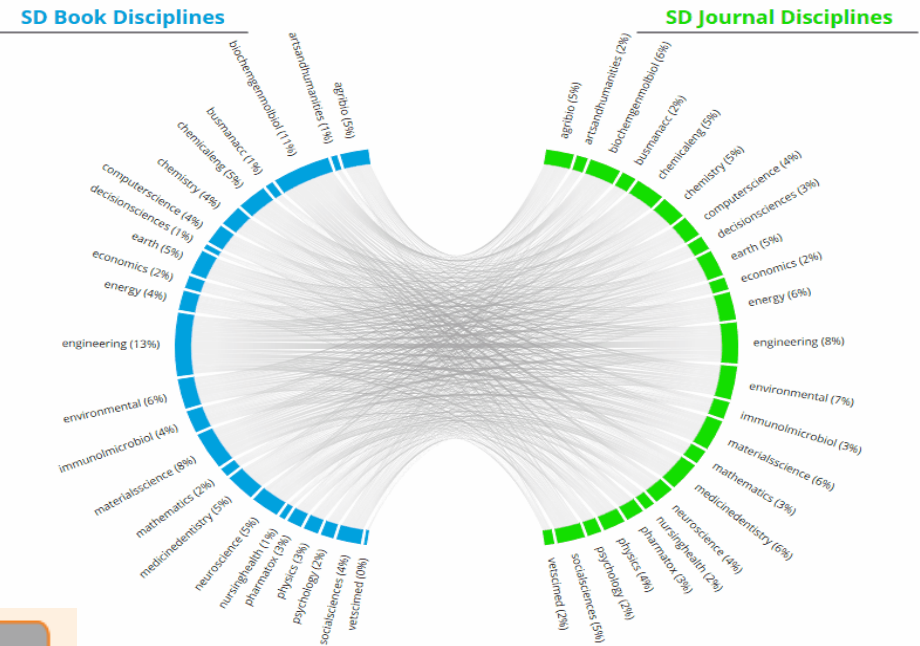 SD Book Disciplines
agribio (5%)
artsandhumanities (1%)
biochemgenmolbiol (11%)
busmanacc (1%)
chemicaleng (5%)
chemistry (4%)
computerscience (4%)
decisionsciences (1%)
earth (5%)
economics (2%)
energy (4%)
engineering (13%)
environmental (6%)
immunolmicrobiol (4%)
materialsscience (8%)
mathematics (2%)
medicinedentistry (5%)
neuroscience (5%)
nursinghealth (1%)
pharmatox (3%)
physics (3%)
psychology (2%)
socialsciences (4%)
vetscimed (0%)
SD Journal Disciplines
agribio (5%)
artsandhumanities (2%)
biochemgenmolbiol (6%)
busmanacc (2%)
chemicaleng (5%)
chemistry (5%)
computerscience (4%)
decisionsciences (3%)
earth (5%)
economics (2%)
energy (6%)
engineering (8%)
environmental (7%)
immunolmicrobiol (3%)
materialsscience (6%)
mathematics (3%)
medicinedentistry (6%)
neuroscience (4%)
nursinghealth (2%)
pharmatox (3%)
physics (4%)
psychology (2%)
socialsciences (5%)
vetscimed (2%)